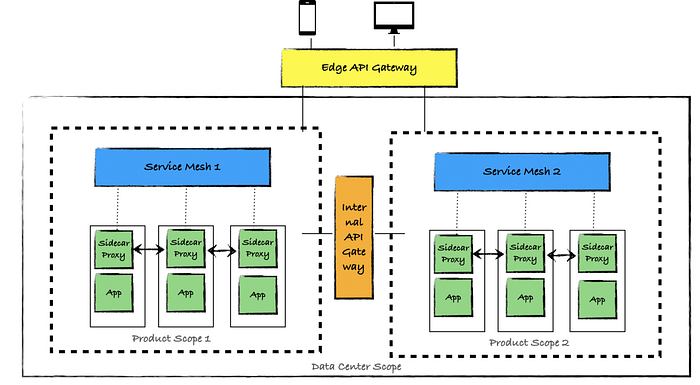 Edge API Gateway
Service Mesh 1
Service Mesh 2
Inter
nal
API
Gate
way
Sidecar
Proxy
Sidecar
Proxy
Sidecar
Proxy
App
App
App
Product Scope 1
Sidecar
Proxy
Sidecar
Proxy
Sidecar
Proxy
App
App
App
Product Scope 2
Data Center Scope